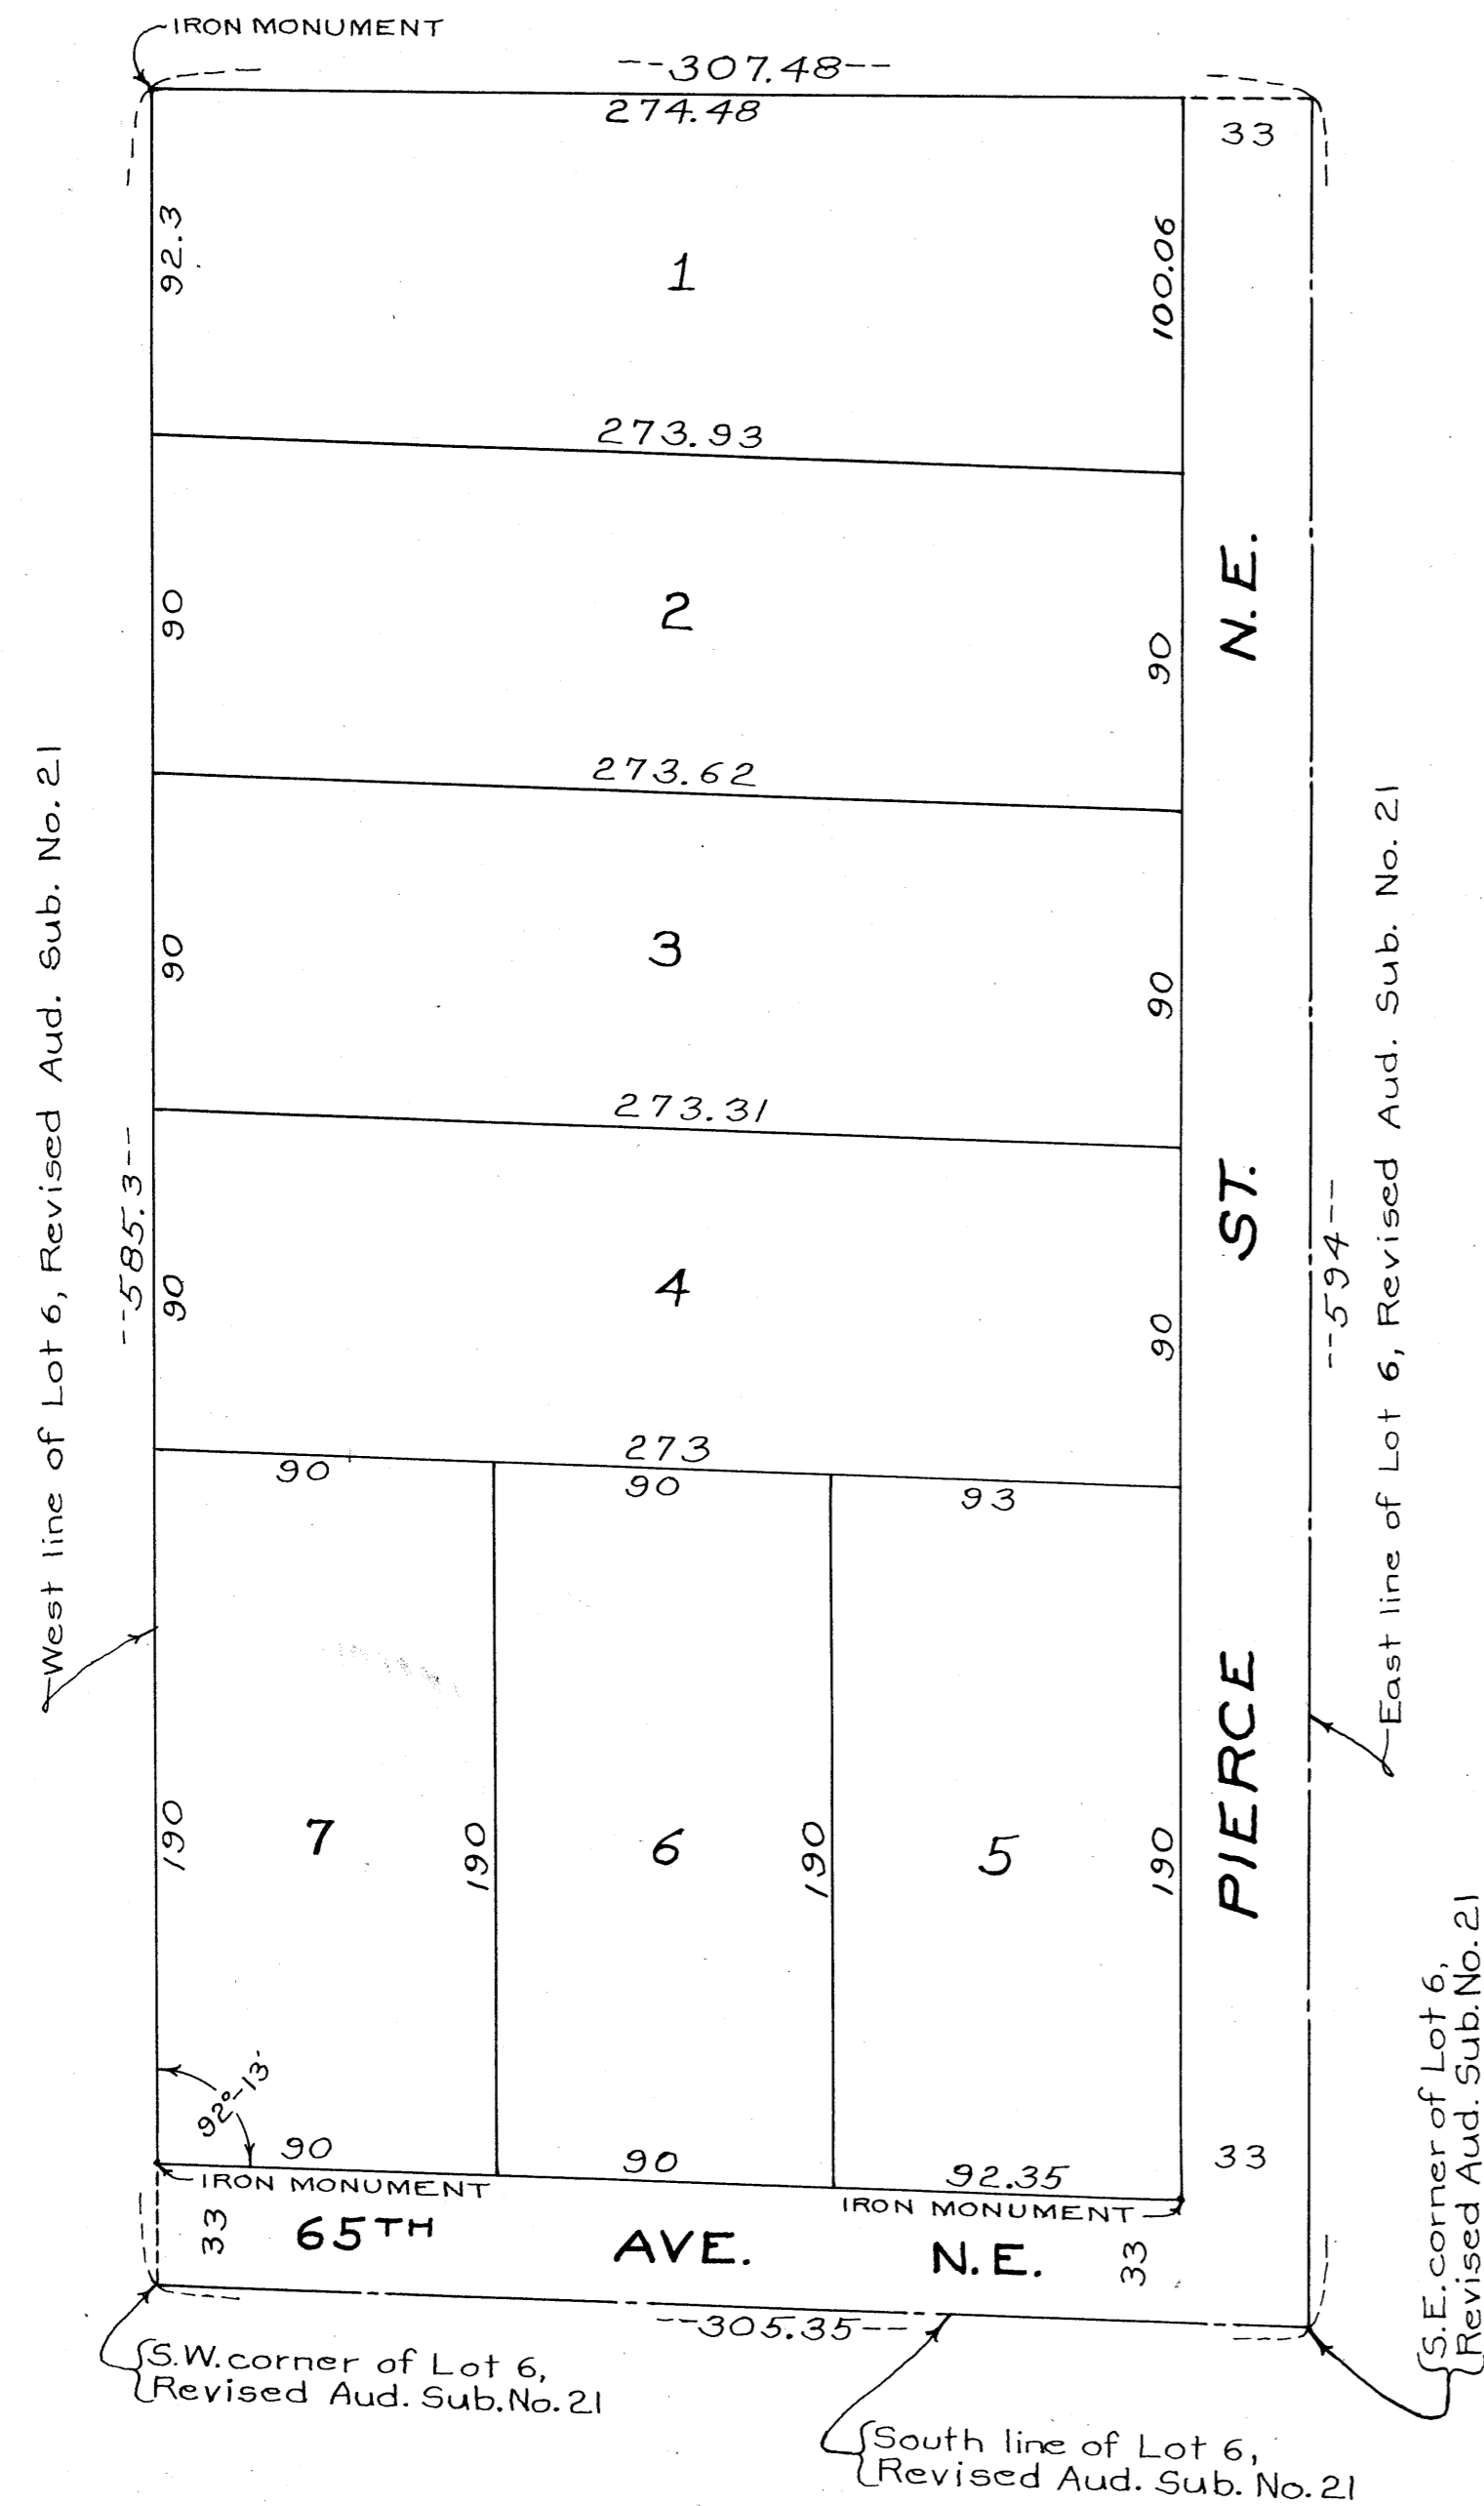 IRON MONUMENT
--307.48--
274.48
33
92.3
1
100.06
273.93
90
2
90
N.E.
273.62
90
3
90
273.31
90
4
90
ST.
West line of Lot 6, Revised Aud. Sub. No. 21
--585.3--
--594--
East line of Lot 6, Revised Aud. Sub. No. 21
273
90
90
93
190
7
190
6
190
5
190
PIERCE
92°-13'
90
90
92.35
33
IRON MONUMENT
IRON MONUMENT
33
65TH AVE. N.E.
33
--305.35--
S.W. corner of Lot 6,
Revised Aud. Sub. No. 21
South line of Lot 6,
Revised Aud. Sub. No. 21
S.E. corner of Lot 6,
Revised Aud. Sub. No. 21